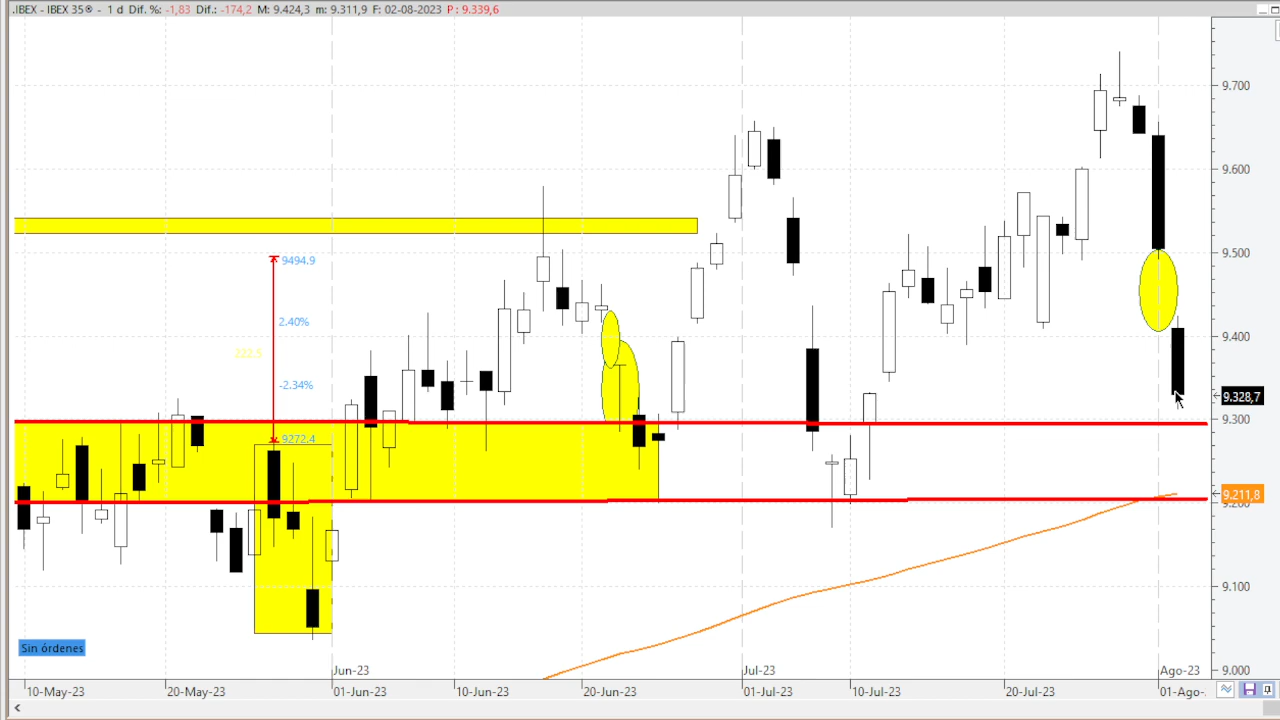 .IBEX - IBEX 35® - 1 d Dif. %: -1,83 Dif.: -174,2 M: 9.424,3 m: 9.311,9 F: 02-08-2023 P : 9.339,6
9.700
9.600
9.500
9494.9
2.40%
222.5
9.400
-2.34%
9.328,7
9.300
9272.4
9.211,8
9.200
9.100
Sin órdenes
Jun-23
Jul-23
Ago-23
9.000
10-May-23
20-May-23
01-Jun-23
10-Jun-23
20-Jun-23
01-Jul-23
10-Jul-23
20-Jul-23
01-Ago-